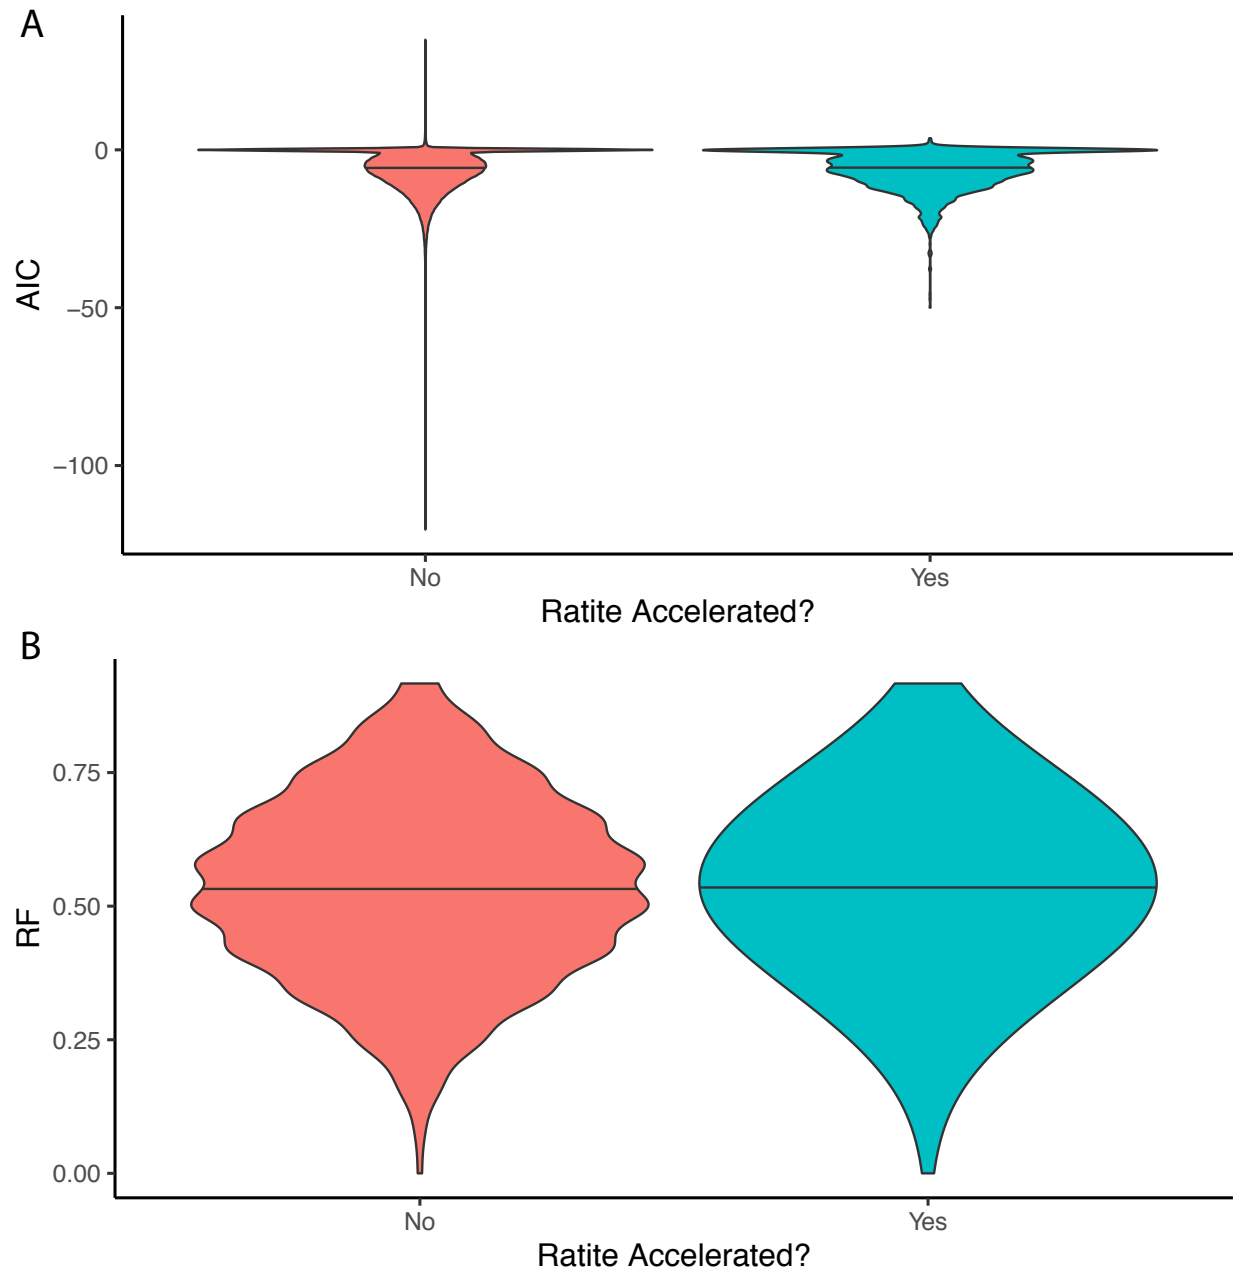 A
AIC
0
−50
−100
No
Yes
Ratite Accelerated?
B
RF
0.75
0.50
0.25
0.00
No
Yes
Ratite Accelerated?